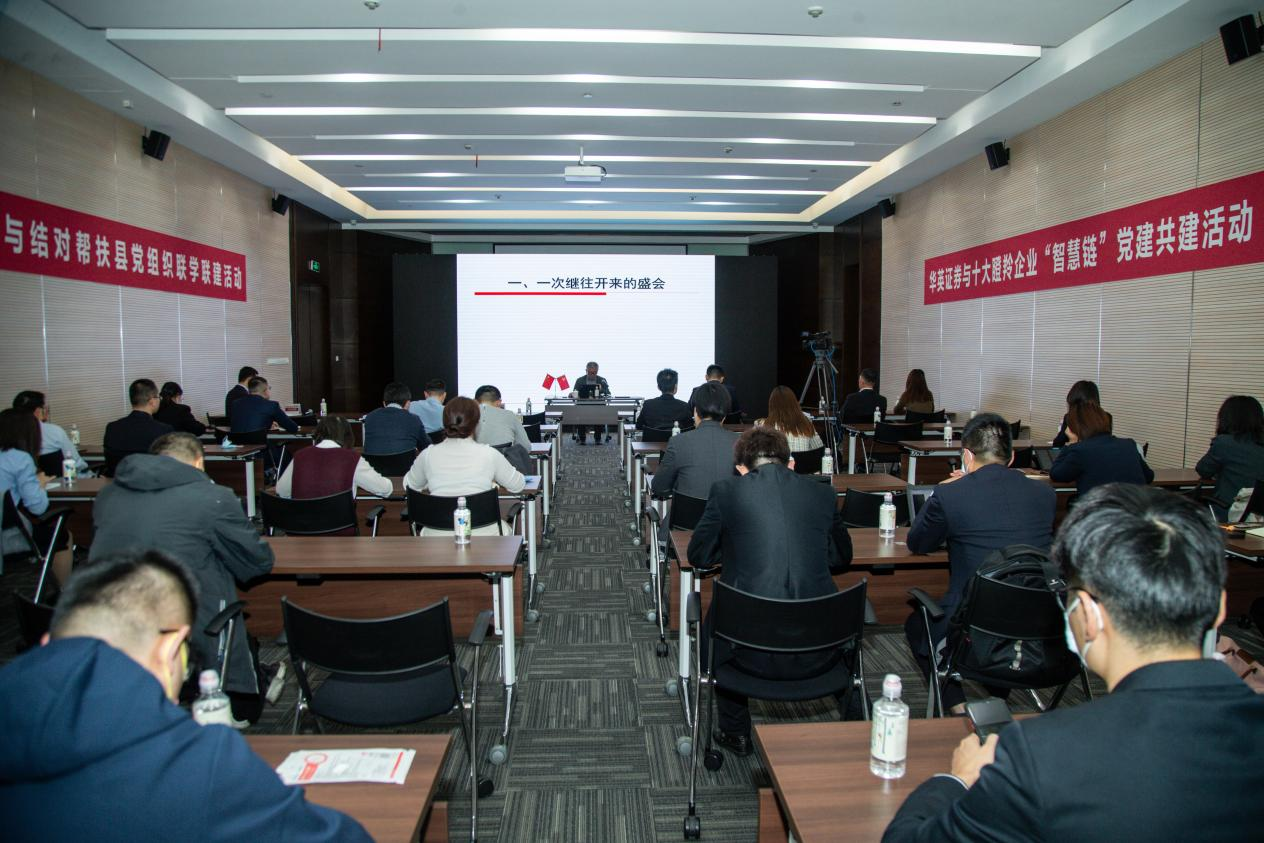 一、一次继往开来的盛会
与结对帮扶县党组织联学联建活动
华英证券与十大瞪羚企业“智慧链”党建共建活动